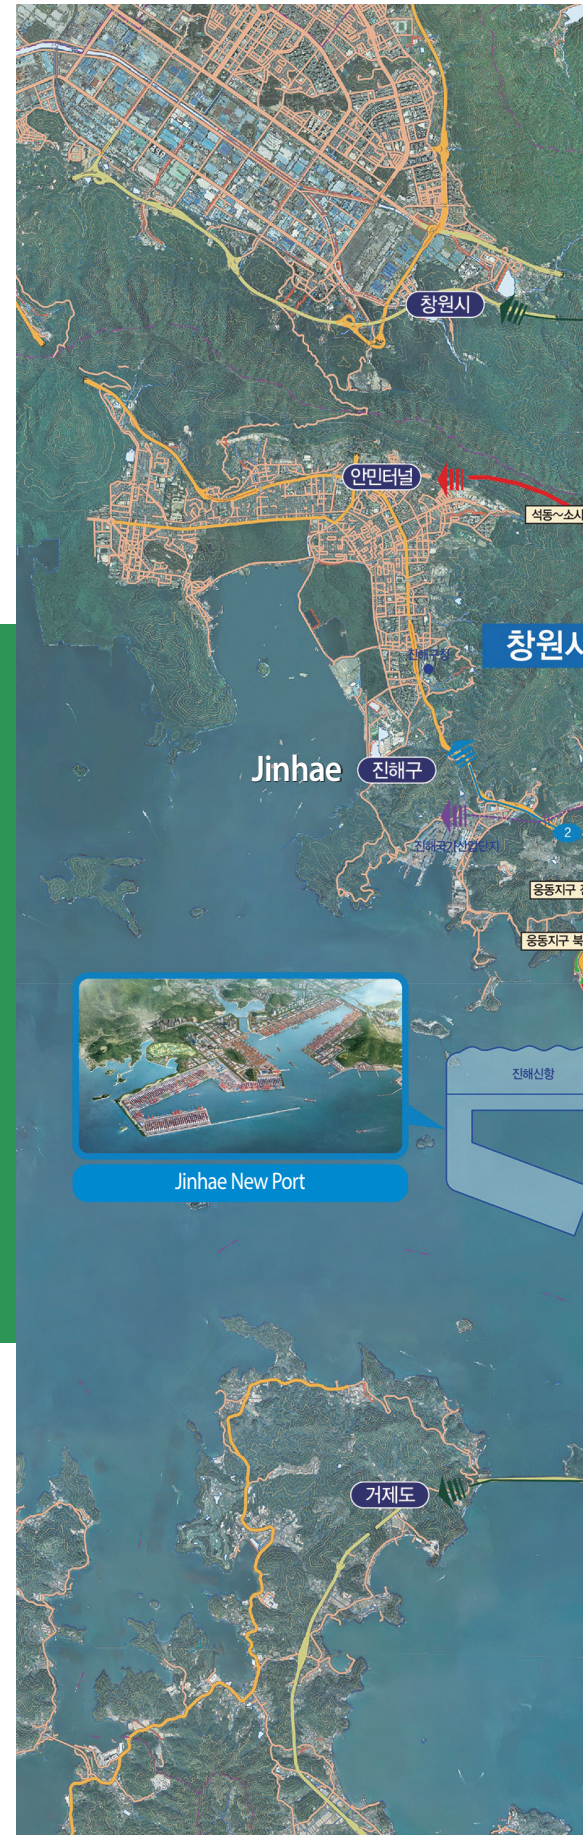 창원시
안민터널
석동~소사
창원시
진해구청
Jinhae
진해구
진해국가산업단지
2
웅동지구
웅동지구 북
진해신항
Jinhae New Port
거제도